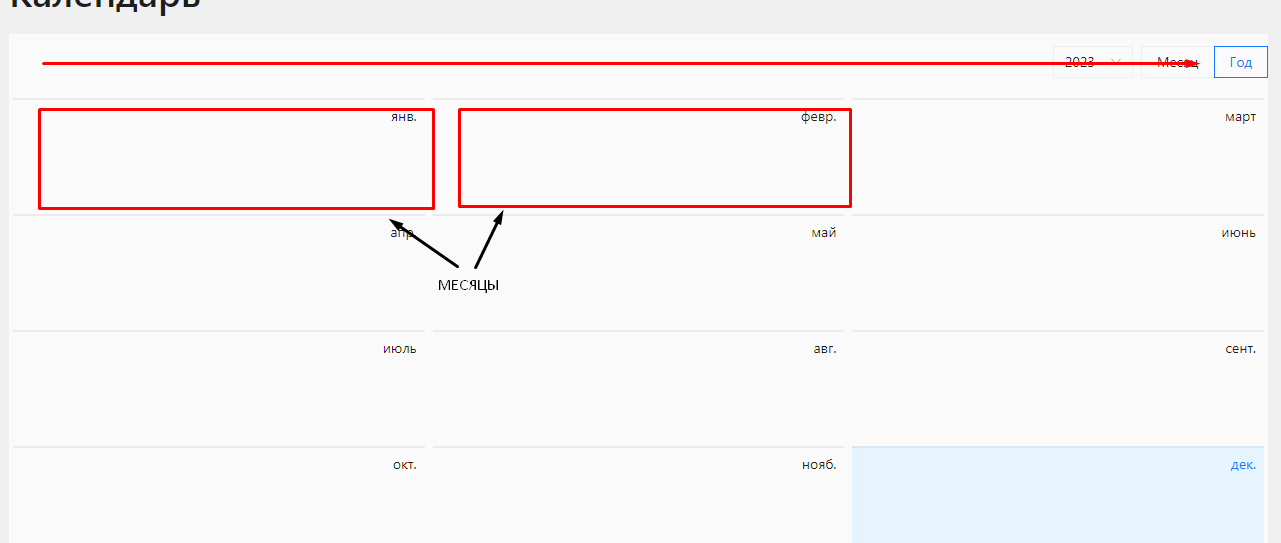 Календарь
2023 Месяц Год
янв. февр. март
апр. май июнь
МЕСЯЦЫ
июль авг. сент.
окт. нояб. дек.